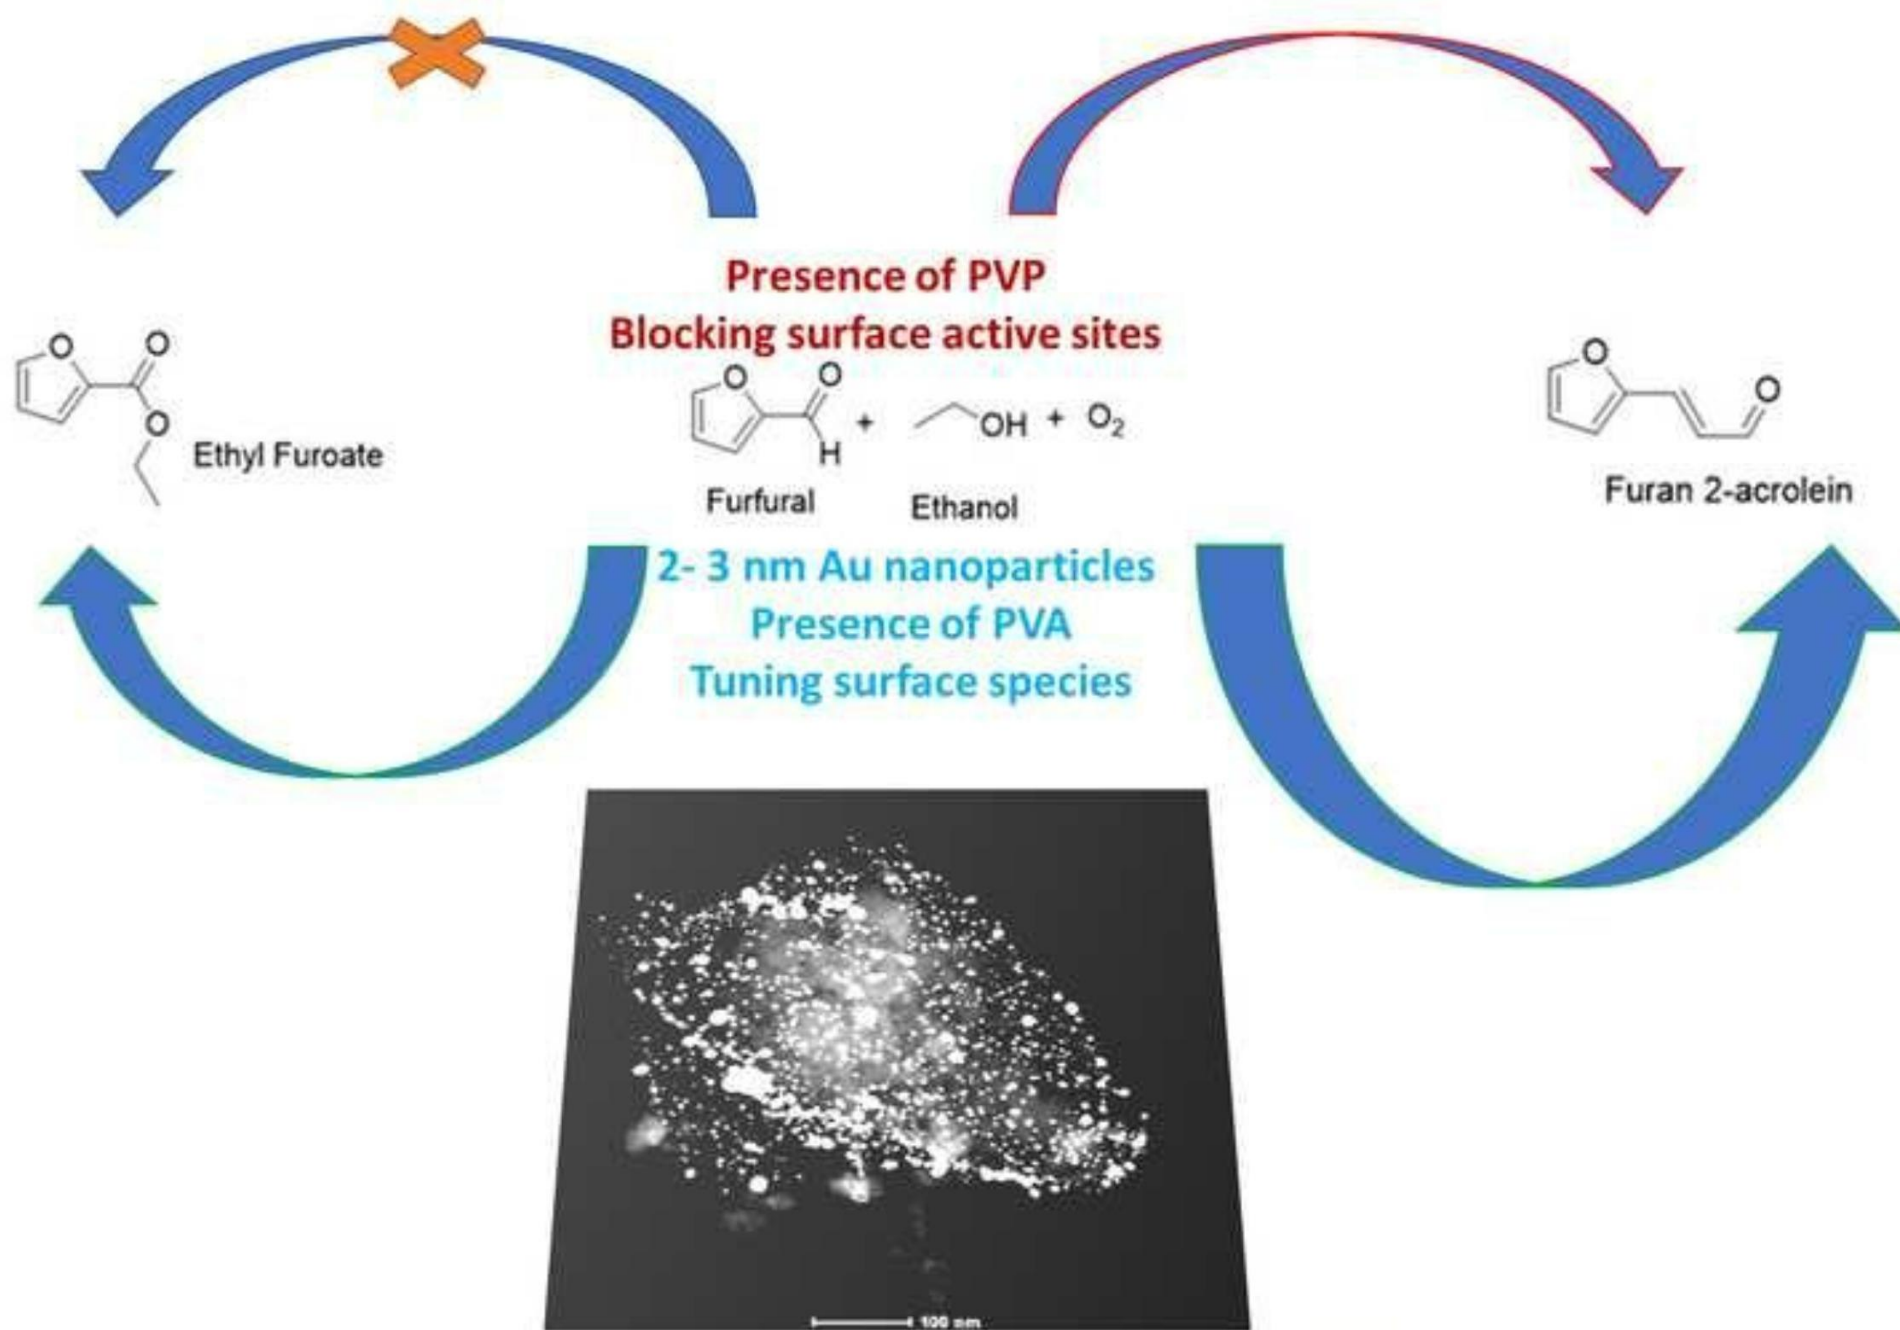 Presence of PVP
Blocking surface active sites
O O
O
Ethyl Furoate
O O
H
+
OH + O2
Furfural
Ethanol
O
O
Furan 2-acrolein
2- 3 nm Au nanoparticles
Presence of PVA
Tuning surface species
100 nm